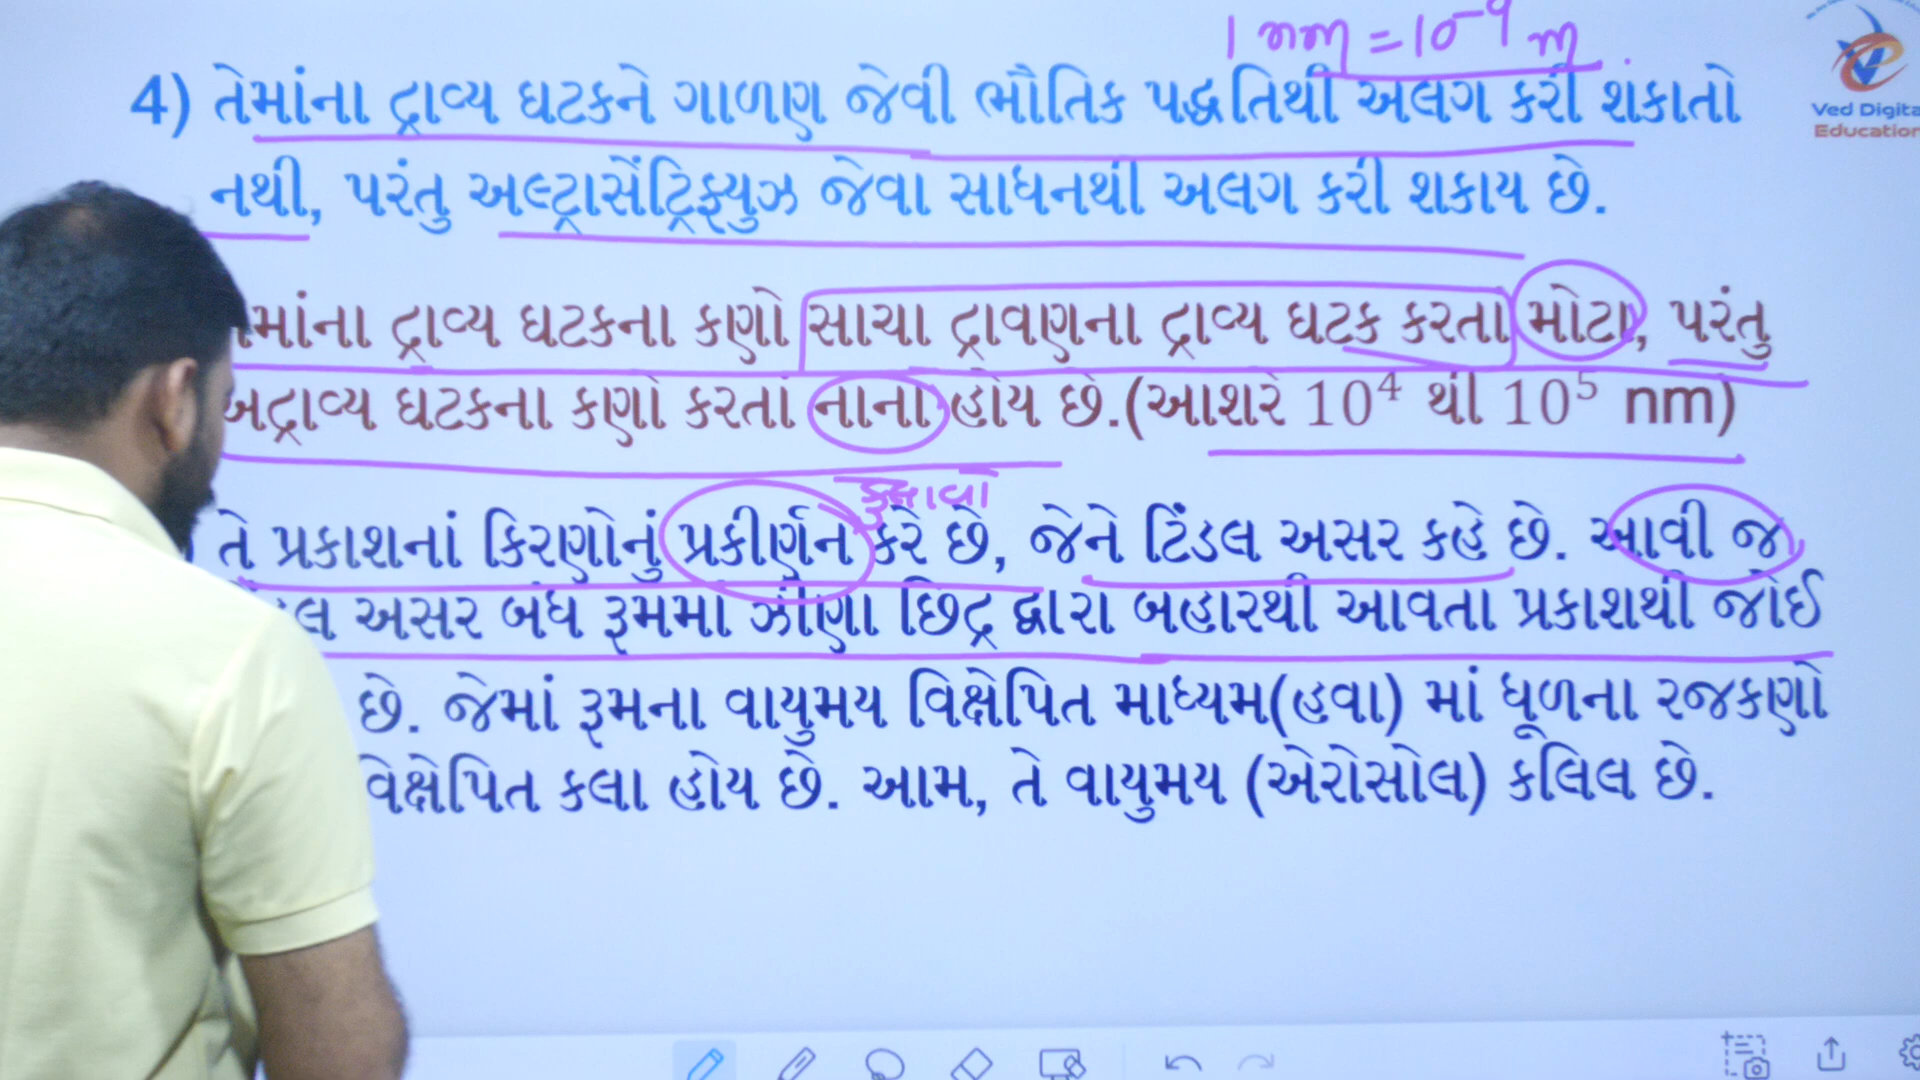 1 nm = 10⁻⁹ m
Ved Digital
Education
4) તેમાંના દ્રાવ્ય ઘટકને ગાળણ જેવી ભૌતિક પદ્ધતિથી અલગ કરી શકાતો
નથી, પરંતુ અલ્ટ્રાસેંટ્રિફ્યુઝ જેવા સાધનથી અલગ કરી શકાય છે.
માંના દ્રાવ્ય ઘટકના કણો સાચા દ્રાવણના દ્રાવ્ય ઘટક કરતા મોટા, પરંતુ
અદ્રાવ્ય ઘટકના કણો કરતાં નાના હોય છે.(આશરે 10⁴ થી 10⁵ nm)
તે પ્રકાશનાં કિરણોનું પ્રકીર્ણન કરે છે, જેને ટિંડલ અસર કહે છે. આવી જ
લ અસર બંધ રૂમમાં ઝીણા છિદ્ર દ્વારા બહારથી આવતા પ્રકાશથી જોઈ
છે. જેમાં રૂમના વાયુમય વિક્ષેપિત માધ્યમ(હવા) માં ધૂળના રજકણો
વિક્ષેપિત કલા હોય છે. આમ, તે વાયુમય (એરોસોલ) કલિલ છે.